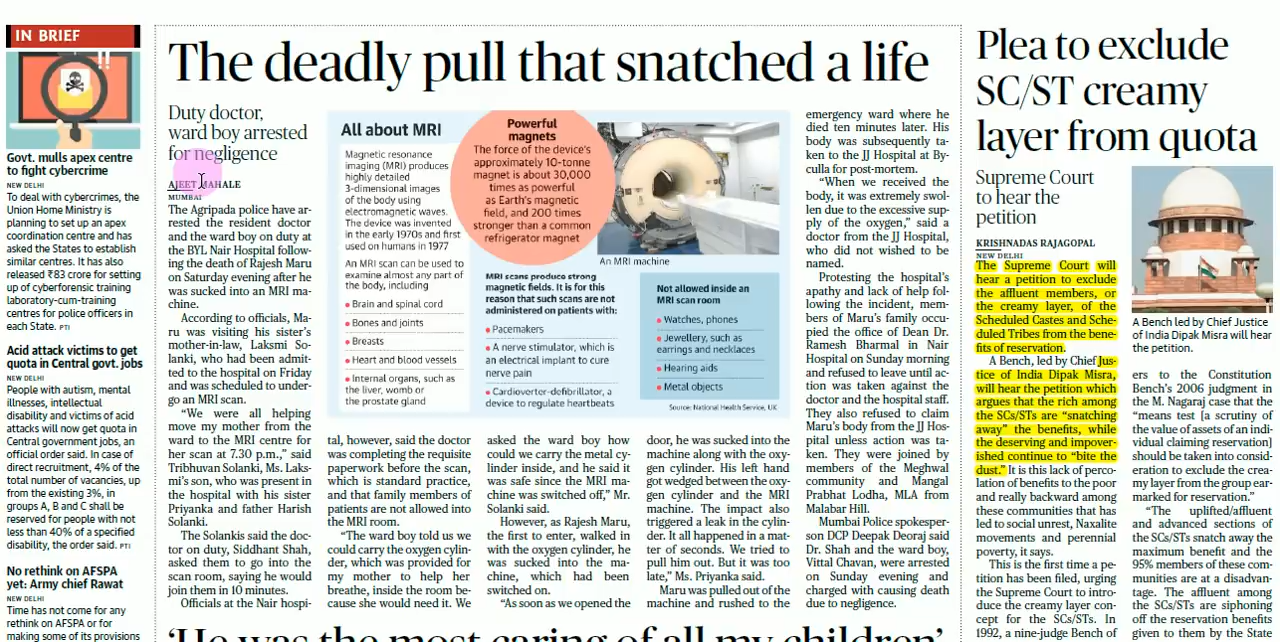 IN BRIEF
!!
Govt. mulls apex centre
to fight cybercrime
NEW DELHI
To deal with cybercrimes, the
Union Home Ministry is
planning to set up an apex
coordination centre and has
asked the States to establish
similar centres. It has also
released ₹83 crore for setting
up of cyberforensic training
laboratory-cum-training
centres for police officers in
each State. PTI
Acid attack victims to get
quota in Central govt. jobs
NEW DELHI
People with autism, mental
illnesses, intellectual
disability and victims of acid
attacks will now get quota in
Central government jobs, an
official order said. In case of
direct recruitment, 4% of the
total number of vacancies, up
from the existing 3%, in
groups A, B and C shall be
reserved for people with not
less than 40% of a specified
disability, the order said. PTI
No rethink on AFSPA
yet: Army chief Rawat
NEW DELHI
Time has not come for any
rethink on AFSPA or for
making some of its provisions
The deadly pull that snatched a life
Duty doctor,
ward boy arrested
for negligence
AJEET MAHALE
MUMBAI
The Agripada police have ar-
rested the resident doctor
and the ward boy on duty at
the BYL Nair Hospital follow-
ing the death of Rajesh Maru
on Saturday evening after he
was sucked into an MRI ma-
chine.
According to officials, Ma-
ru was visiting his sister's
mother-in-law, Laksmi So-
lanki, who had been admit-
ted to the hospital on Friday
and was scheduled to under-
go an MRI scan.
"We were all helping
move my mother from the
ward to the MRI centre for
her scan at 7.30 p.m.," said
Tribhuvan Solanki, Ms. Laks-
mi's son, who was present in
the hospital with his sister
Priyanka and father Harish
Solanki.
The Solankis said the doc-
tor on duty, Siddhant Shah,
asked them to go into the
scan room, saying he would
join them in 10 minutes.
Officials at the Nair hospi-
All about MRI
Magnetic resonance
imaging (MRI) produces
highly detailed
3-dimensional images
of the body using
electromagnetic waves.
The device was invented
in the early 1970s and first
used on humans in 1977
An MRI scan can be used to
examine almost any part of
the body, including
• Brain and spinal cord
• Bones and joints
• Breasts
• Heart and blood vessels
• Internal organs, such as
the liver, womb or
the prostate gland
Powerful
magnets
The force of the device's
approximately 10-tonne
magnet is about 30,000
times as powerful
as Earth's magnetic
field, and 200 times
stronger than a common
refrigerator magnet
MRI scans produce strong
magnetic fields. It is for this
reason that such scans are not
administered on patients with:
• Pacemakers
• A nerve stimulator, which is
an electrical implant to cure
nerve pain
• Cardioverter-defibrillator, a
device to regulate heartbeats
An MRI machine
Not allowed inside an
MRI scan room
• Watches, phones
• Jewellery, such as
earrings and necklaces
• Hearing aids
• Metal objects
Source: National Health Service, UK
tal, however, said the doctor
was completing the requisite
paperwork before the scan,
which is standard practice,
and that family members of
patients are not allowed into
the MRI room.
"The ward boy told us we
could carry the oxygen cylin-
der, which was provided for
my mother to help her
breathe, inside the room be-
cause she would need it. We
asked the ward boy how
could we carry the metal cy-
linder inside, and he said it
was safe since the MRI ma-
chine was switched off," Mr.
Solanki said.
However, as Rajesh Maru,
the first to enter, walked in
with the oxygen cylinder, he
was sucked into the ma-
chine, which had been
switched on.
"As soon as we opened the
door, he was sucked into the
machine along with the oxy-
gen cylinder. His left hand
got wedged between the oxy-
gen cylinder and the MRI
machine. The impact also
triggered a leak in the cylin-
der. It all happened in a mat-
ter of seconds. We tried to
pull him out. But it was too
late," Ms. Priyanka said.
Maru was pulled out of the
machine and rushed to the
emergency ward where he
died ten minutes later. His
body was subsequently
taken to the JJ Hospital at By-
culla for post-mortem.
"When we received the
body, it was extremely swol-
len due to the excessive sup-
ply of the oxygen," said a
doctor from the JJ Hospital,
who did not wished to be
named.
Protesting the hospital's
apathy and lack of help fol-
lowing the incident, mem-
bers of Maru's family occu-
pied the office of Dean Dr.
Ramesh Bharmal in Nair
Hospital on Sunday morning
and refused to leave until ac-
tion was taken against the
doctor and the hospital staff.
They also refused to claim
Maru's body from the JJ Hos-
pital unless action was ta-
ken. They were joined by
members of the Meghwal
community and Mangal
Prabhat Lodha, MLA from
Malabar Hill.
Mumbai Police spokesper-
son DCP Deepak Deoraj said
Dr. Shah and the ward boy,
Vittal Chavan, were arrested
on Sunday evening and
charged with causing death
due to negligence.
'He was the most caring of all my children'
Plea to exclude
SC/ST creamy
layer from quota
Supreme Court
to hear the
petition
KRISHNADAS RAJAGOPAL
NEW DELHI
The Supreme Court will
hear a petition to exclude
the affluent members, or
the creamy layer, of the
Scheduled Castes and Sche-
duled Tribes from the bene-
fits of reservation.
A Bench, led by Chief Jus-
tice of India Dipak Misra,
will hear the petition which
argues that the rich among
the SCs/STs are "snatching
away" the benefits, while
the deserving and impover-
ished continue to "bite the
dust." It is this lack of perco-
lation of benefits to the poor
and really backward among
these communities that has
led to social unrest, Naxalite
movements and perennial
poverty, it says.
This is the first time a pe-
tition has been filed, urging
the Supreme Court to intro-
duce the creamy layer con-
cept for the SCs/STs. In
1992, a nine-judge Bench of
A Bench led by Chief Justice
of India Dipak Misra will hear
the petition.
ers to the Constitution
Bench's 2006 judgment in
the M. Nagaraj case that the
"means test [a scrutiny of
the value of assets of an indi-
vidual claiming reservation]
should be taken into consid-
eration to exclude the crea-
my layer from the group ear-
marked for reservation."
"The uplifted/affluent
and advanced sections of
the SCs/STs snatch away the
maximum benefit and the
95% members of these com-
munities are at a disadvan-
tage. The affluent among
the SCs/STs are siphoning
off the reservation benefits
given to them by the State